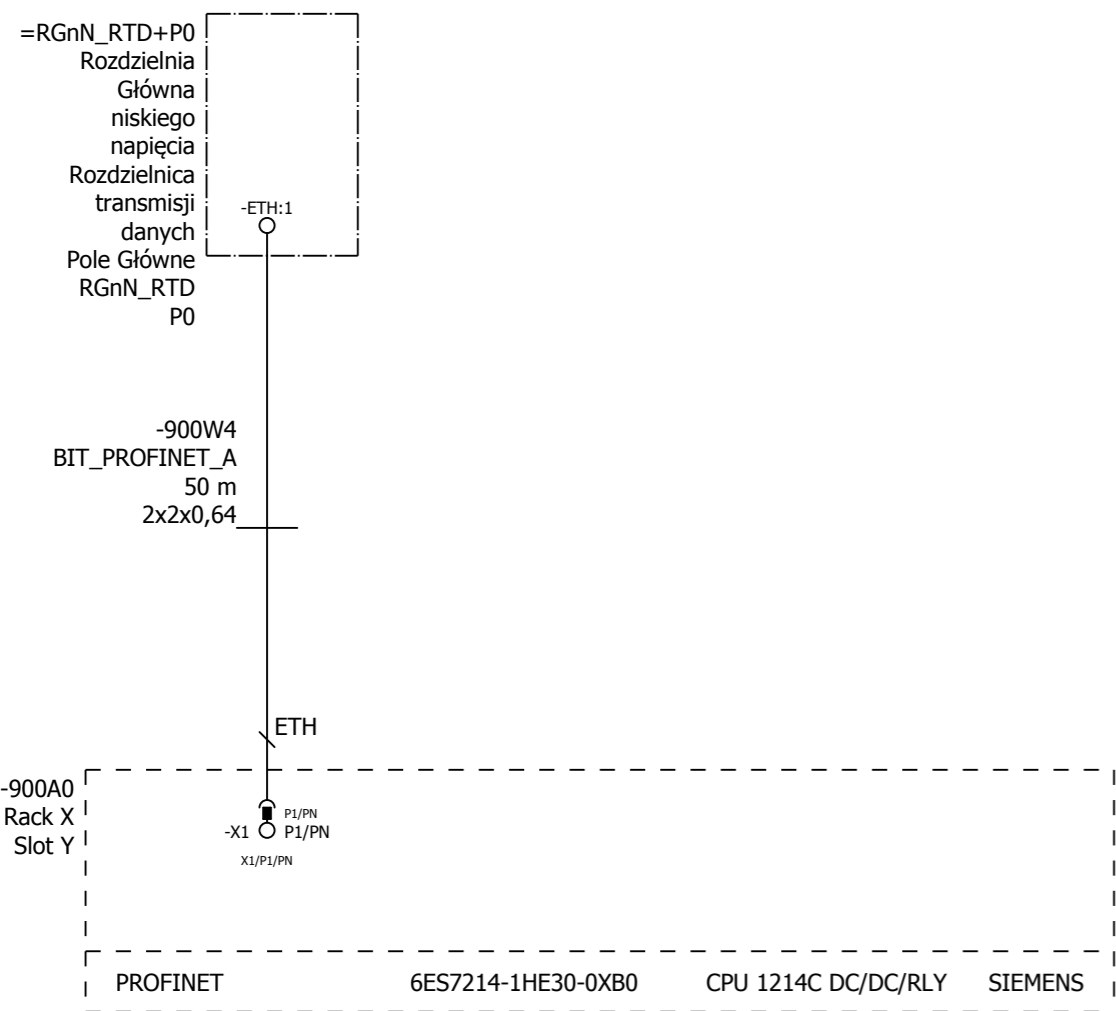 =RGnN_RTD+P0
Rozdzielnia
Główna
niskiego
napięcia
Rozdzielnica
transmisji
danych
Pole Główne
RGnN_RTD
P0
-ETH:1
-900W4
BIT_PROFINET_A
50 m
2x2x0,64
ETH
-900A0
Rack X
Slot Y
P1/PN
-X1 P1/PN
X1/P1/PN
PROFINET 6ES7214-1HE30-0XB0 CPU 1214C DC/DC/RLY SIEMENS